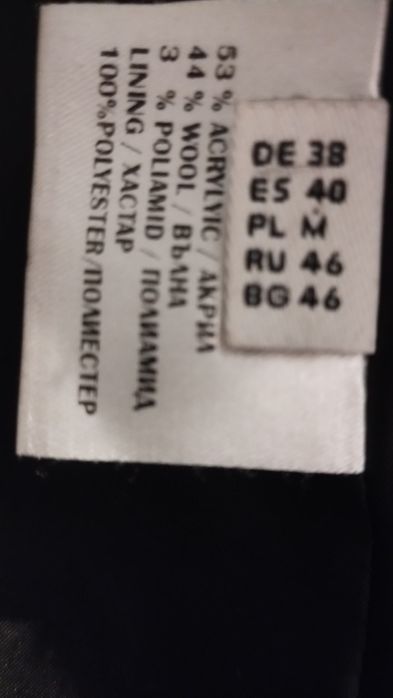 53 % ACRYLVIC / АКРИЛ
44 % WOOL / ВЪЛНА
3 % POLIAMID / ПОЛИАМИД
LINING / ХАСТАР
100%POLYESTER/ПОЛИЕСТЕР
DE 38
ES 40
PL M
RU 46
BG 46